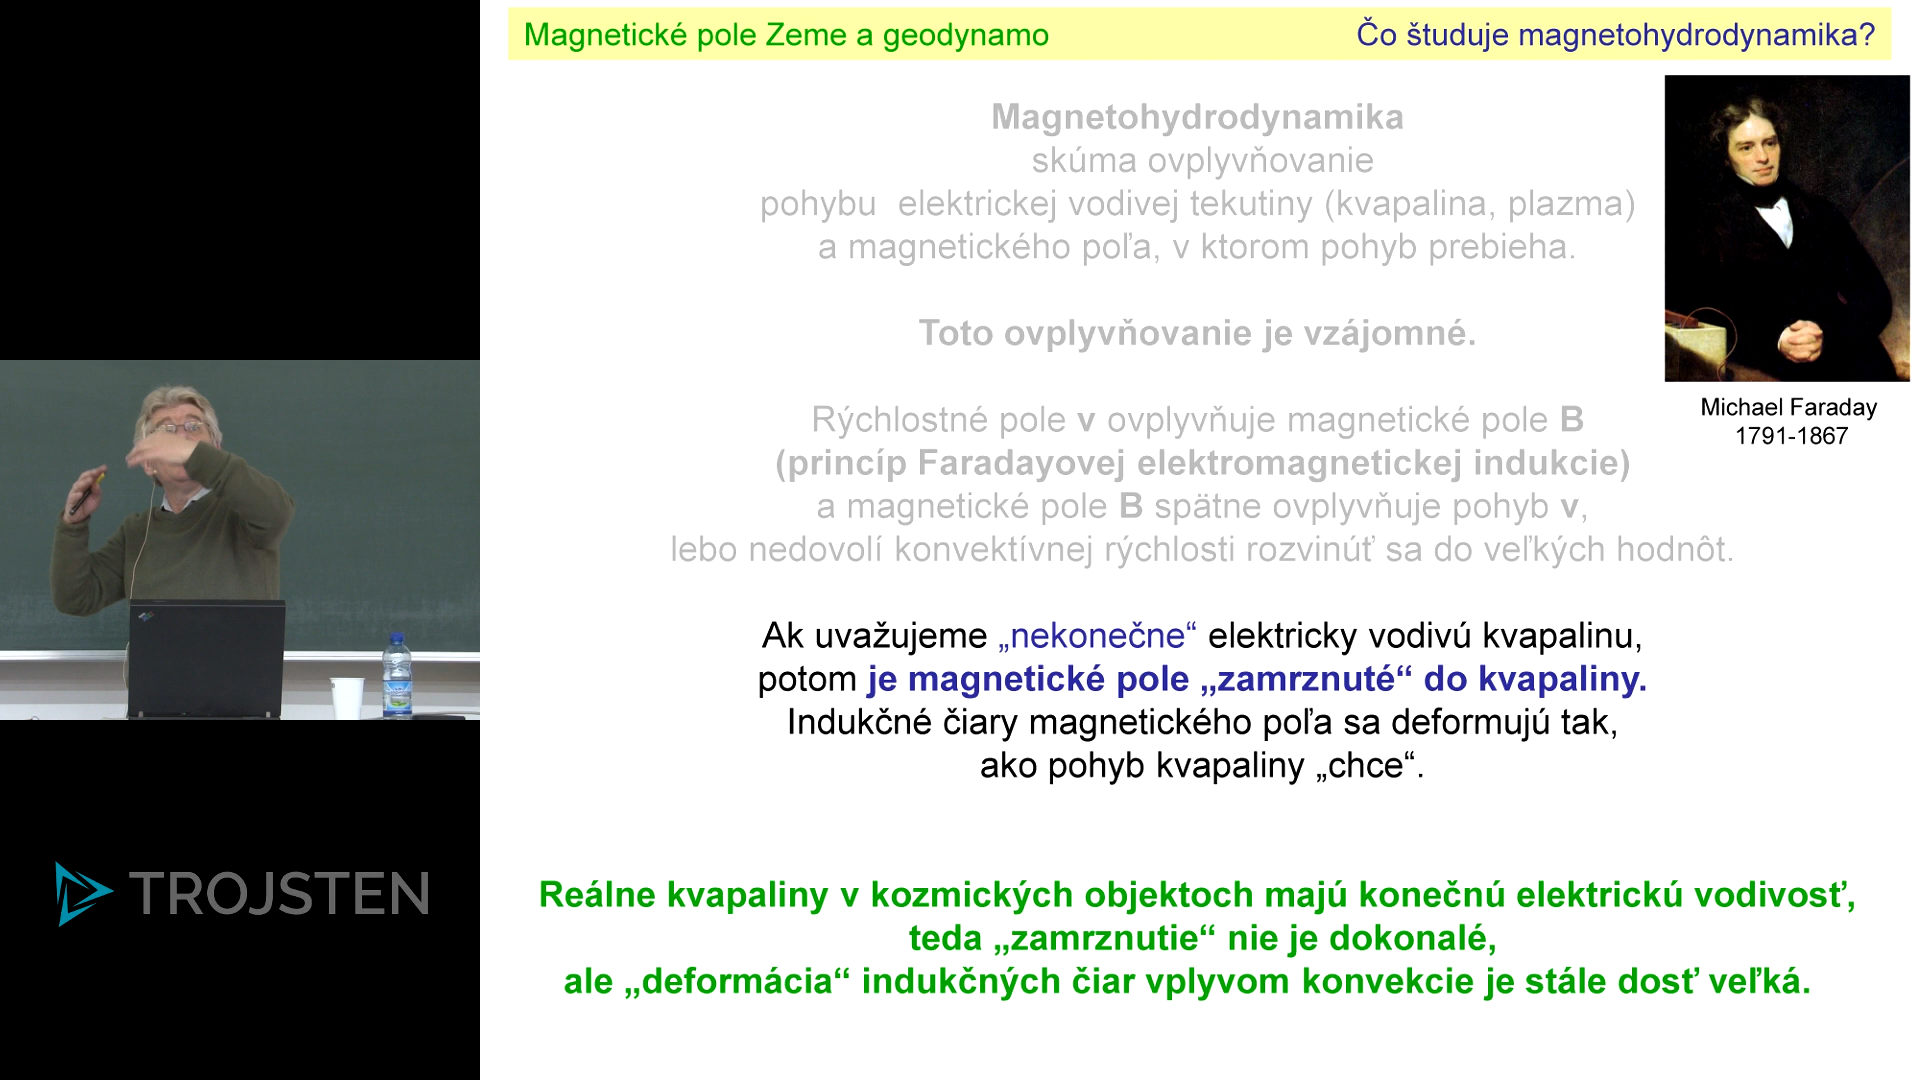 Magnetické pole Zeme a geodynamo
Čo študuje magnetohydrodynamika?
Magnetohydrodynamika
skúma ovplyvňovanie
pohybu elektrickej vodivej tekutiny (kvapalina, plazma)
a magnetického poľa, v ktorom pohyb prebieha.
Toto ovplyvňovanie je vzájomné.
Rýchlostné pole v ovplyvňuje magnetické pole B
(princíp Faradayovej elektromagnetickej indukcie)
a magnetické pole B spätne ovplyvňuje pohyb v,
lebo nedovolí konvektívnej rýchlosti rozvinúť sa do veľkých hodnôt.
Michael Faraday
1791-1867
Ak uvažujeme „nekonečne“ elektricky vodivú kvapalinu,
potom je magnetické pole „zamrznuté“ do kvapaliny.
Indukčné čiary magnetického poľa sa deformujú tak,
ako pohyb kvapaliny „chce“.
Reálne kvapaliny v kozmických objektoch majú konečnú elektrickú vodivosť,
teda „zamrznutie“ nie je dokonalé,
ale „deformácia“ indukčných čiar vplyvom konvekcie je stále dosť veľká.
TROJSTEN